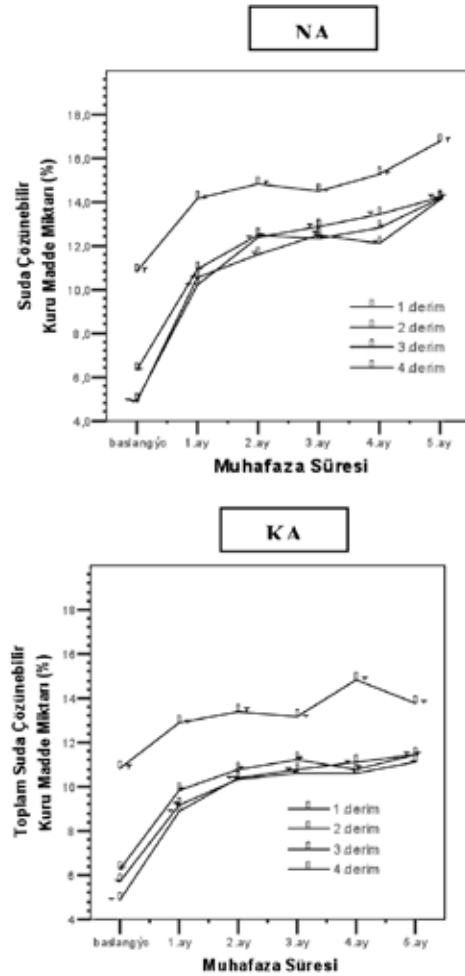 NA
Suda Çözünebilir
Kuru Madde Miktarı (%)
18,0
16,0
14,0
12,0
10,0
8,0
6,0
4,0
1.derim
2.derim
3.derim
4.derim
baslangýo 1.ay 2.ay 3.ay 4.ay 5.ay
Muhafaza Süresi
KA
Toplam Suda Çözünebilir
Kuru Madde Miktarı (%)
18
16
14
12
10
8
6
4
1.derim
2.derim
3.derim
4.derim
baslangýo 1.ay 2.ay 3.ay 4.ay 5.ay
Muhafaza Süresi